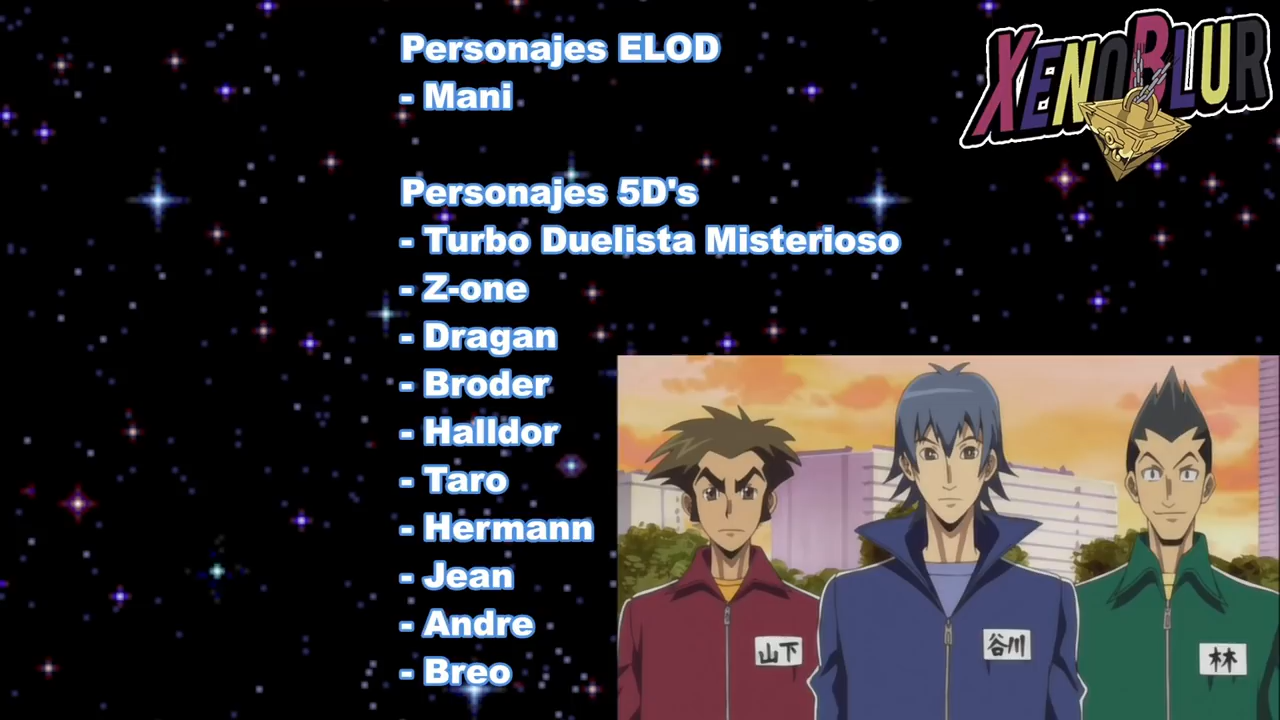 Personajes ELOD
- Mani
XENOBLUR
Personajes 5D's
- Turbo Duelista Misterioso
- Z-one
- Dragan
- Broder
- Halldor
- Taro
- Hermann
- Jean
- Andre
- Breo
山下
谷川
林